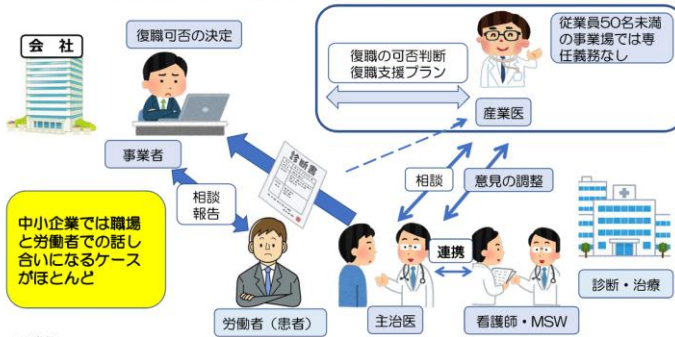 会社
復職可否の決定
従業員50名未満
の事業場では専
任義務なし
復職の可否判断
復職支援プラン
産業医
事業者
診断書
相談
報告
相談
意見の調整
中小企業では職場
と労働者での話し
合いになるケース
がほとんど
連携
診断・治療
労働者（患者）
主治医
看護師・MSW